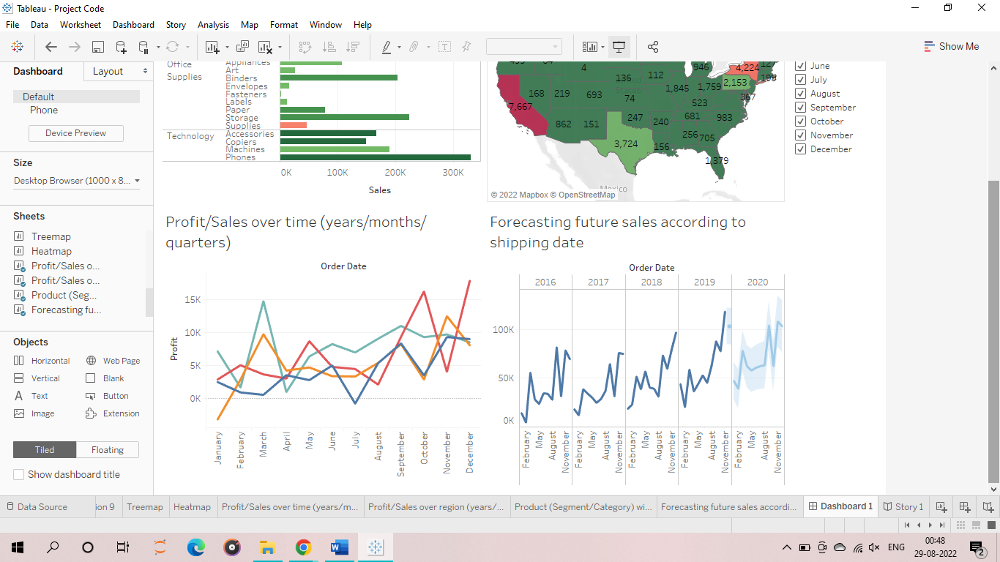 Tableau - Project Code
File Data Worksheet Dashboard Story Analysis Map Format Window Help
Show Me
Dashboard Layout
Default
Phone
Device Preview
Size
Desktop Browser (1000 x 8...
Sheets
Treemap
Heatmap
Profit/Sales o...
Profit/Sales o...
Product (Seg...
Forecasting fu...
Objects
Horizontal Web Page
Vertical Blank
Text Button
Image Extension
Tiled Floating
Show dashboard title
Office Supplies
Appliances
Art
Binders
Envelopes
Fasteners
Labels
Paper
Storage
Supplies
Technology
Accessories
Copiers
Machines
Phones
0K 100K 200K 300K
Sales
4
946
4,224
136
112
2,153
199
168
219
693
74
1,845
1,759
367
7,667
523
862
151
247
240
681
983
3,724
156
256
705
1,379
United States
Mexico
© 2022 Mapbox © OpenStreetMap
June
July
August
September
October
November
December
Profit/Sales over time (years/months/
quarters)
Order Date
15K
10K
5K
0K
Profit
January February March April May June July August September October November December
Forecasting future sales according to
shipping date
Order Date
2016 2017 2018 2019 2020
100K
50K
0K
February May August November February May August November February May August November February May August November February May August November
Data Source ion 9 Treemap Heatmap Profit/Sales over time (years/m... Profit/Sales over region (years/... Product (Segment/Category) wi... Forecasting future sales accordi... Dashboard 1 Story 1
ENG
00:48
29-08-2022
2